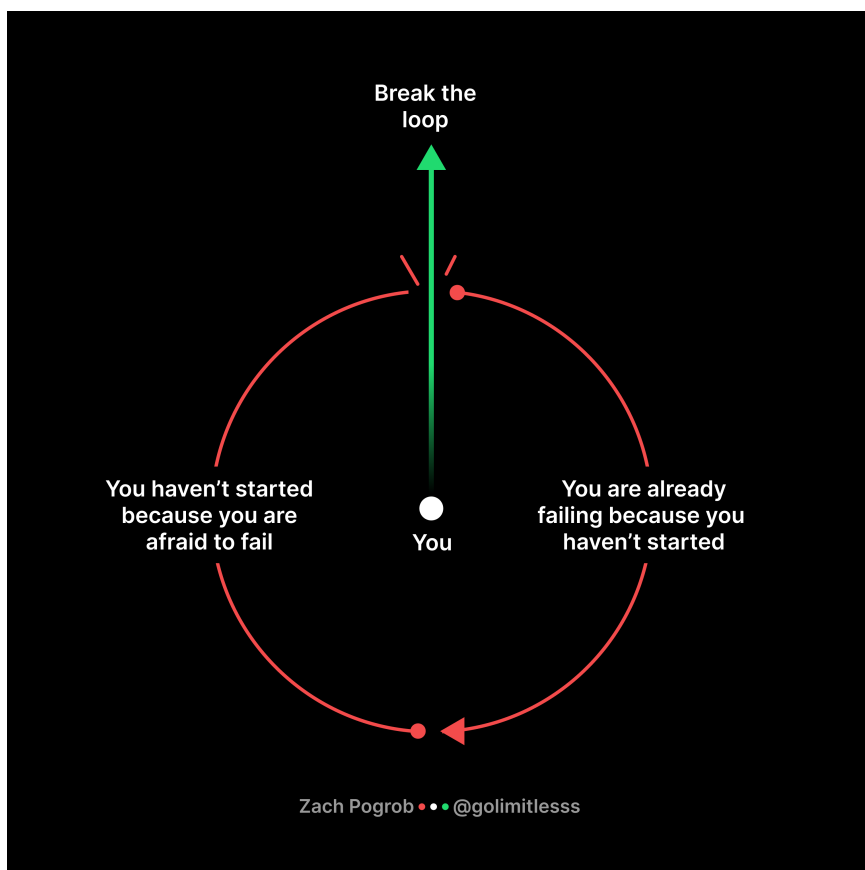 Break the
loop
You haven’t started
because you are
afraid to fail
You
You are already
failing because you
haven’t started
Zach Pogrob @golimitlesss